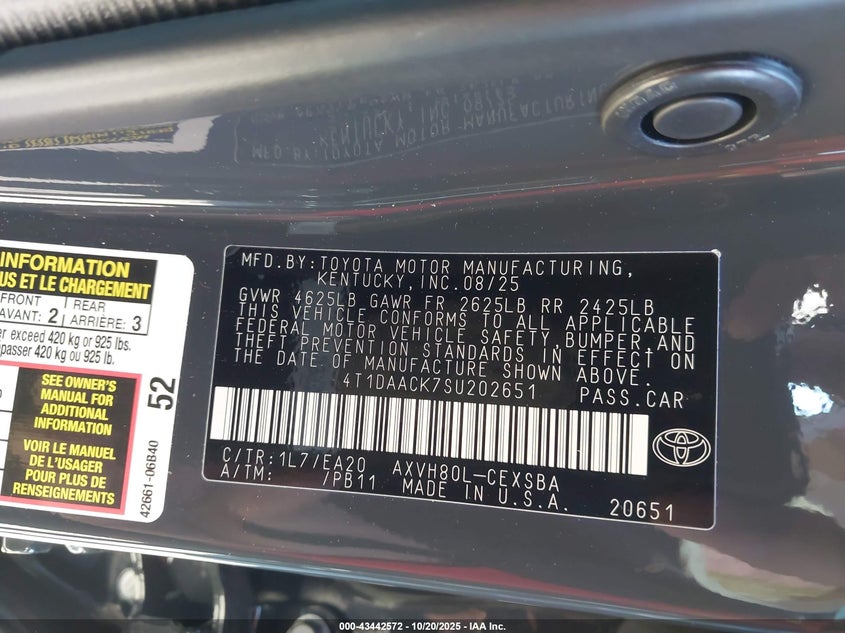 INFORMATION
US ET LE CHARGEMENT
FRONT
AVANT: 2
REAR
ARRIÈRE: 3
er exceed 420 kg or 925 lbs.
passer 420 kg ou 925 lb.
SEE OWNER'S
MANUAL FOR
ADDITIONAL
INFORMATION
VOIR LE MANUEL
DE L'USAGER
POUR PLUS DE
RENSEIGNEMENTS
52
42661-06B40
MFD.BY:TOYOTA MOTOR MANUFACTURING,
KENTUCKY,INC.08/25
GVWR 4625LB GAWR FR 2625LB RR 2425LB
THIS VEHICLE CONFORMS TO ALL APPLICABLE
FEDERAL MOTOR VEHICLE SAFETY,BUMPER AND
THEFT PREVENTION STANDARDS IN EFFECT ON
THE DATE OF MANUFACTURE SHOWN ABOVE.
4T1DAACK7SU202651 PASS.CAR
C/TR:1L7/EA20 AXVH80L-CEXSBA
A/TM: /PB11 MADE IN U.S.A. 20651
000-43442572 — 10/20/2025 — IAA Inc.